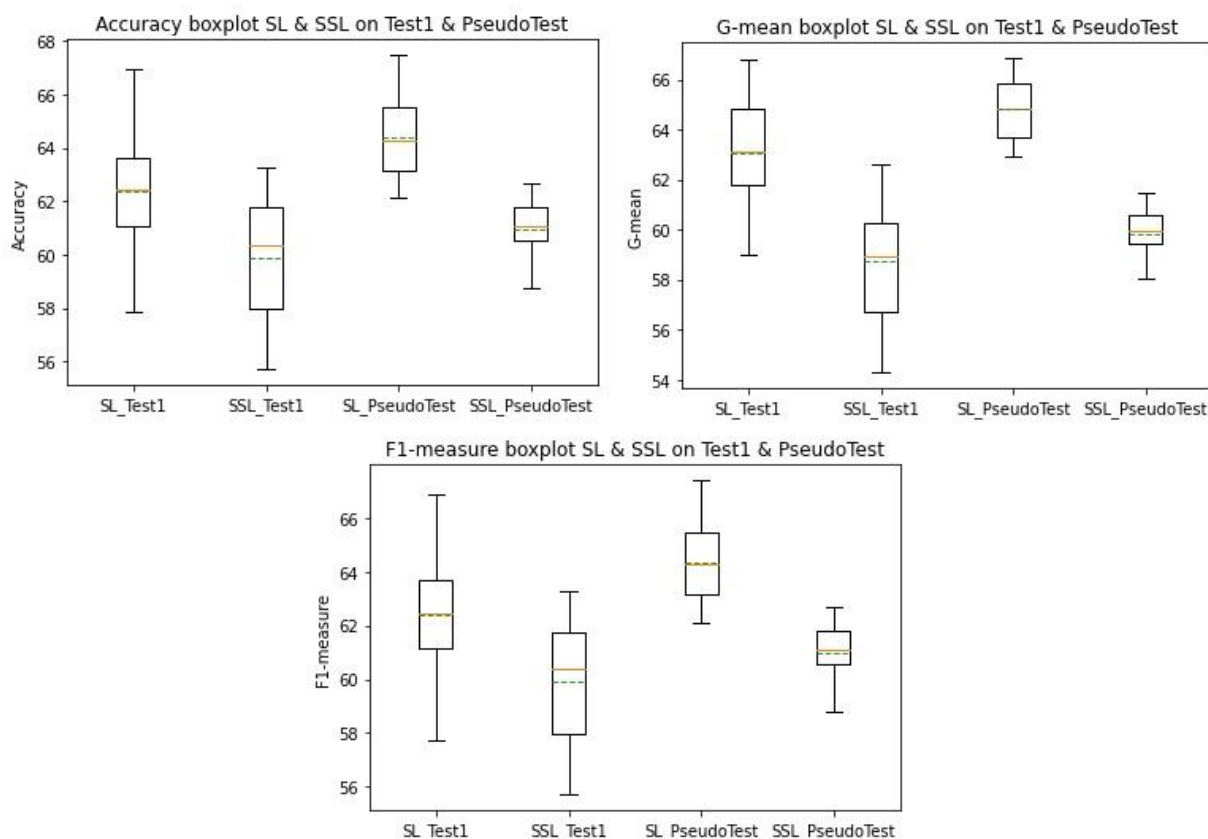 Accuracy boxplot SL & SSL on Test1 & PseudoTest
68
66
64
62
60
58
56
Accuracy
SL_Test1 SSL_Test1 SL_PseudoTest SSL_PseudoTest
G-mean boxplot SL & SSL on Test1 & PseudoTest
66
64
62
60
58
56
54
G-mean
SL_Test1 SSL_Test1 SL_PseudoTest SSL_PseudoTest
F1-measure boxplot SL & SSL on Test1 & PseudoTest
66
64
62
60
58
56
F1-measure
SL_Test1 SSL_Test1 SL_PseudoTest SSL_PseudoTest